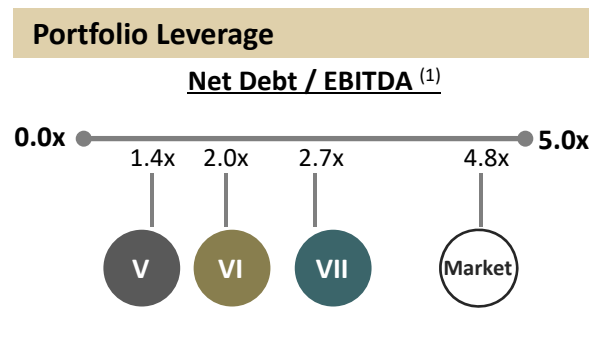 Portfolio Leverage
Net Debt / EBITDA (1)
0.0x 5.0x
1.4x 2.0x 2.7x 4.8x
V VI VII Market